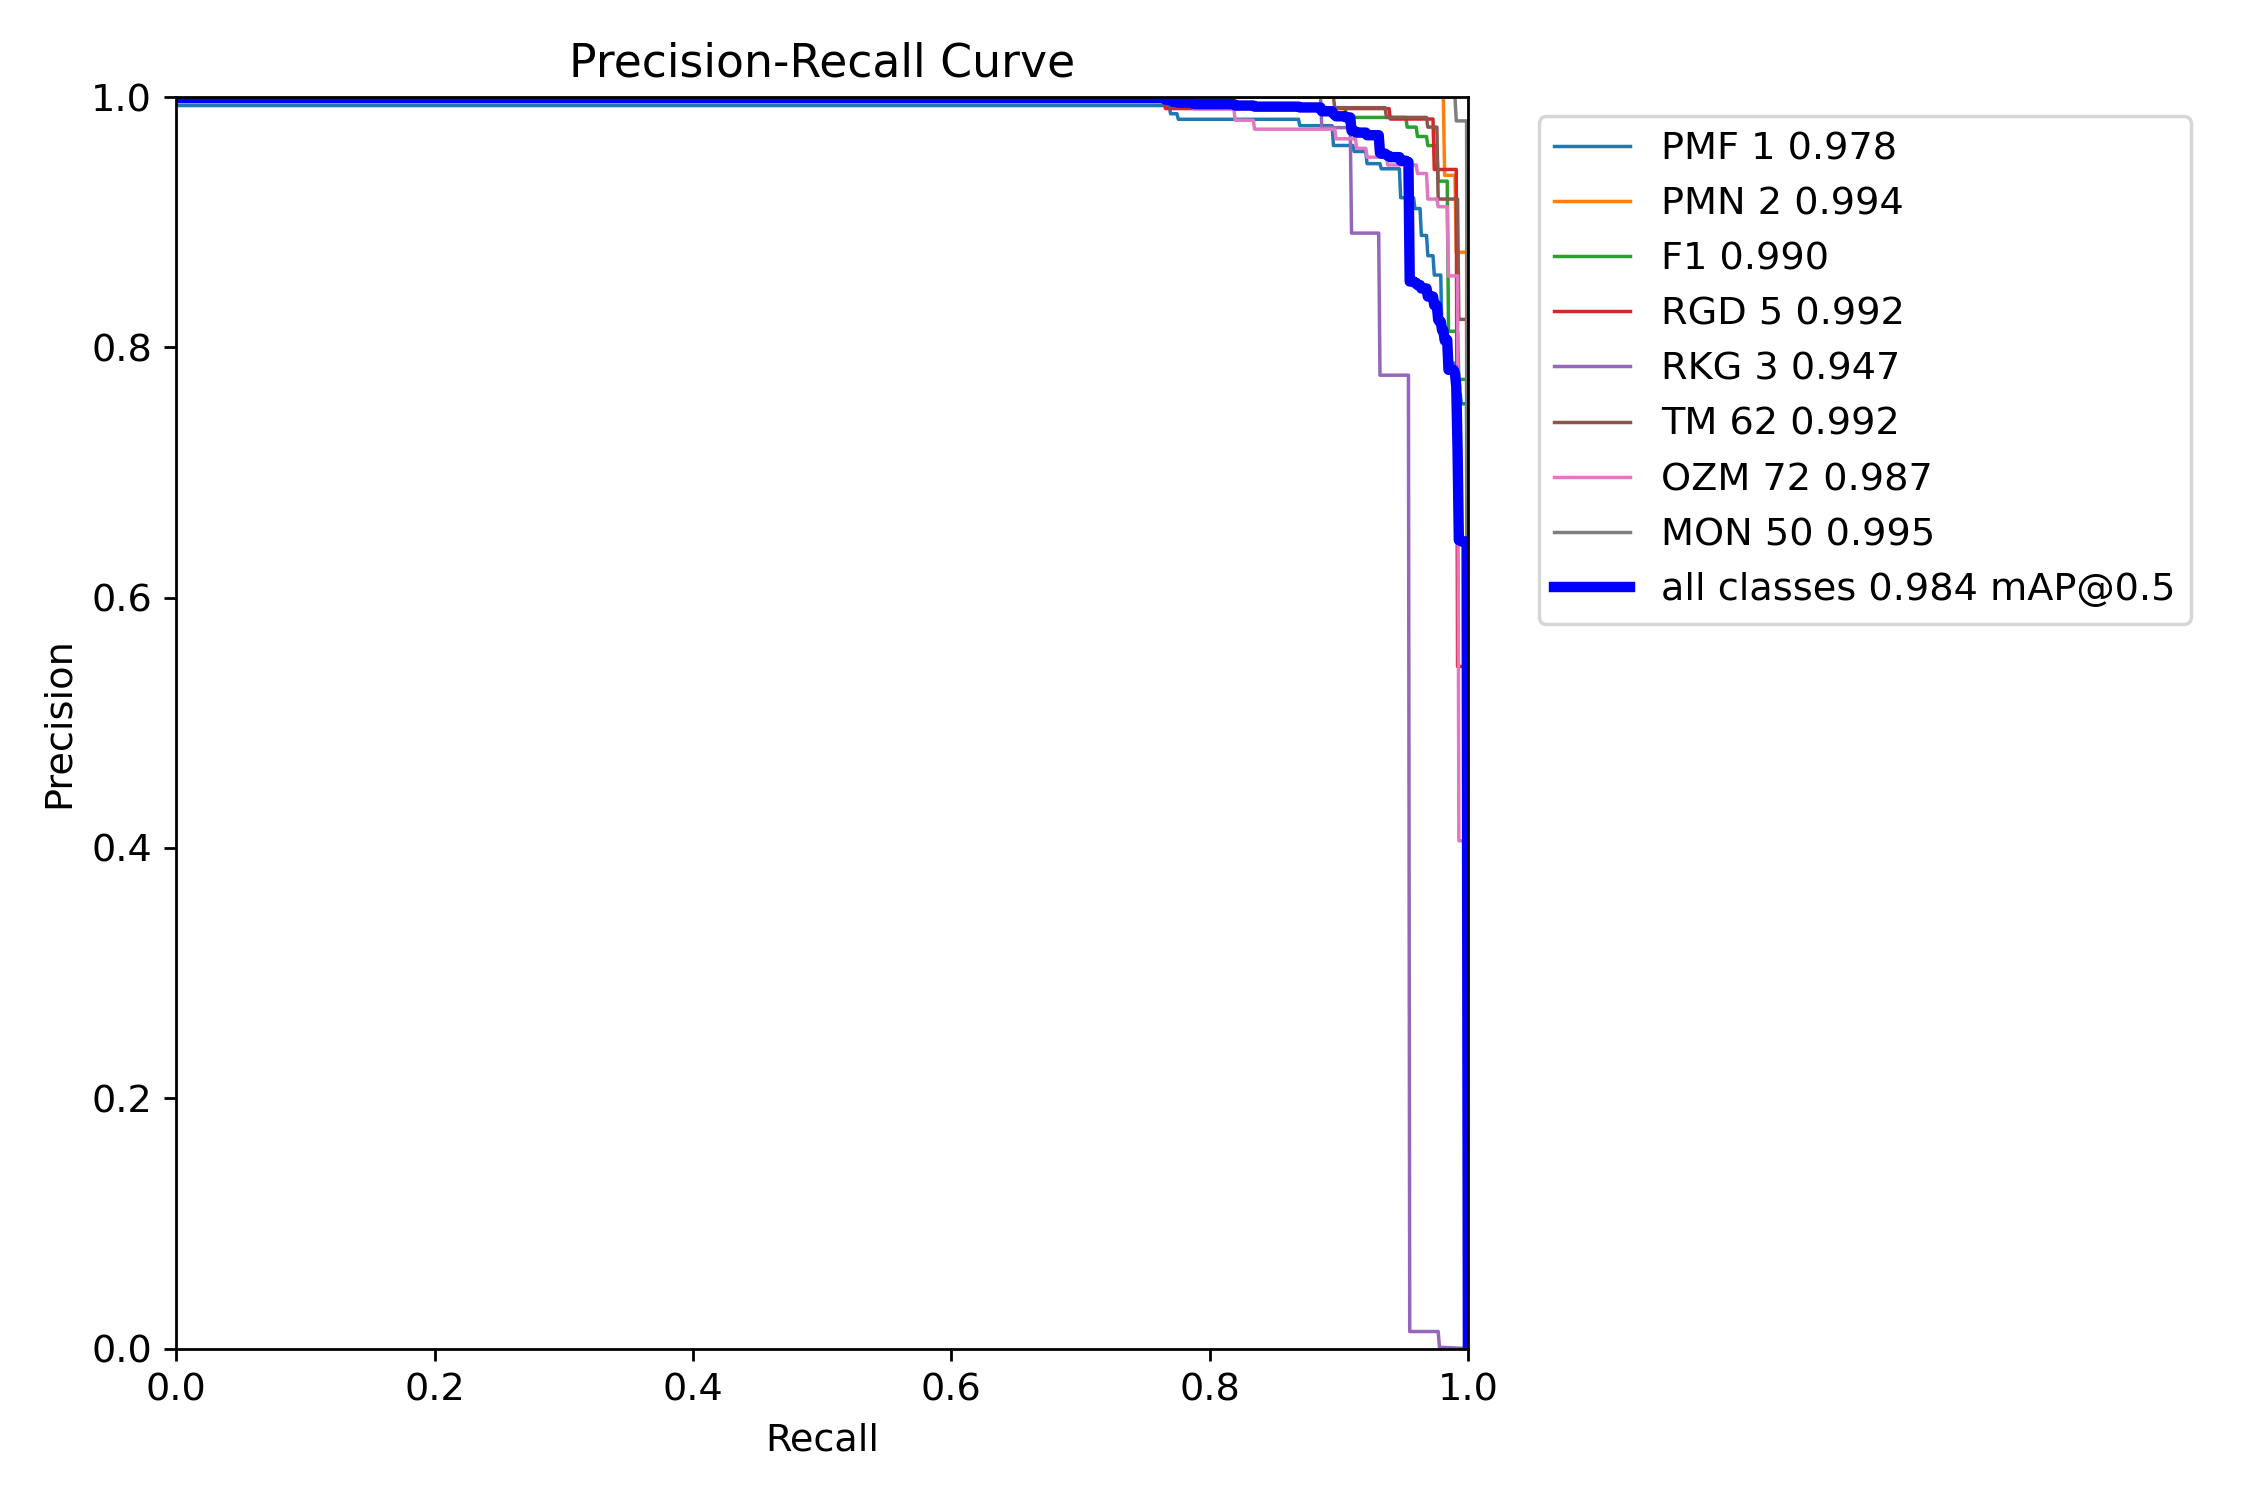 Precision-Recall Curve
1.0
0.8
0.6
0.4
0.2
0.0
Precision
0.0 0.2 0.4 0.6 0.8 1.0
Recall
PMF 1 0.978
PMN 2 0.994
F1 0.990
RGD 5 0.992
RKG 3 0.947
TM 62 0.992
OZM 72 0.987
MON 50 0.995
all classes 0.984 mAP@0.5